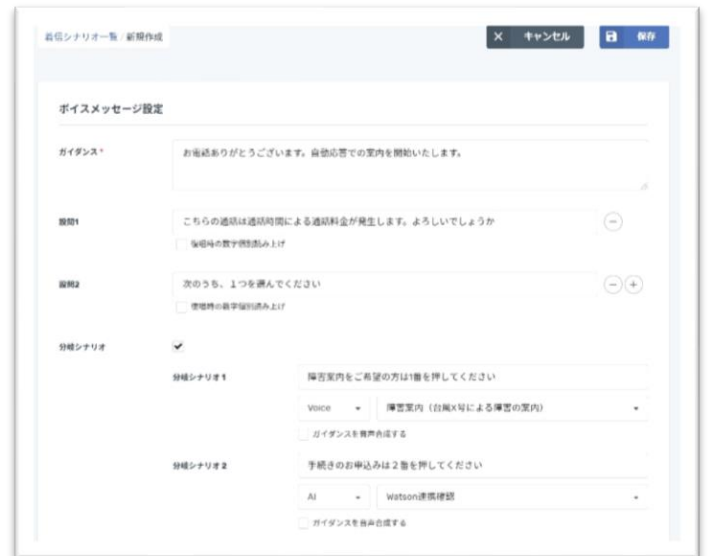 着信シナリオ一覧 / 新規作成
× キャンセル
保存
ボイスメッセージ設定
ガイダンス*
お電話ありがとうございます。自動応答での案内を開始いたします。
設問1
こちらの通話は通話時間による通話料金が発生します。よろしいでしょうか
復唱時の数字個別読み上げ
設問2
次のうち、1つを選んでください
復唱時の数字個別読み上げ
分岐シナリオ
分岐シナリオ1
障害案内をご希望の方は1番を押してください
Voice
障害案内（台風X号による障害の案内）
ガイダンスを音声合成する
分岐シナリオ2
手続きのお申込みは２番を押してください
AI
Watson連携確認
ガイダンスを音声合成する